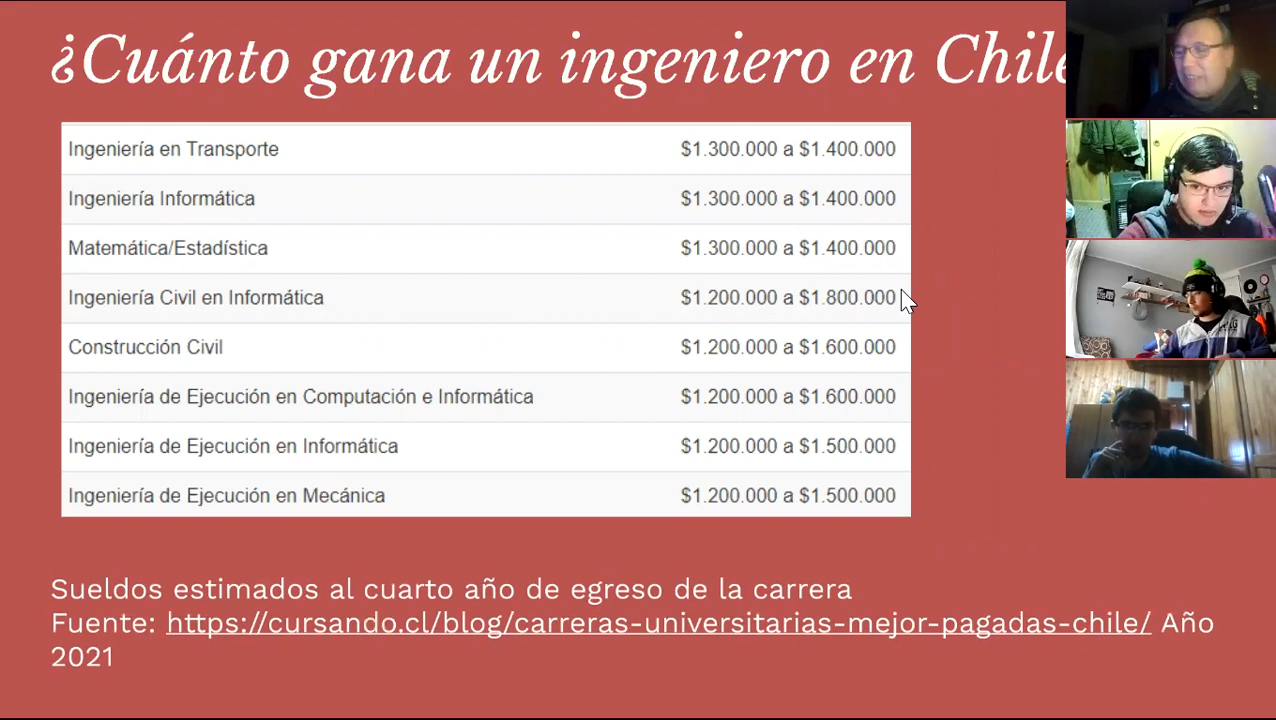 ¿Cuánto gana un ingeniero en Chile
Ingeniería en Transporte $1.300.000 a $1.400.000
Ingeniería Informática $1.300.000 a $1.400.000
Matemática/Estadística $1.300.000 a $1.400.000
Ingeniería Civil en Informática $1.200.000 a $1.800.000
Construcción Civil $1.200.000 a $1.600.000
Ingeniería de Ejecución en Computación e Informática $1.200.000 a $1.600.000
Ingeniería de Ejecución en Informática $1.200.000 a $1.500.000
Ingeniería de Ejecución en Mecánica $1.200.000 a $1.500.000
Sueldos estimados al cuarto año de egreso de la carrera
Fuente: https://cursando.cl/blog/carreras-universitarias-mejor-pagadas-chile/ Año
2021